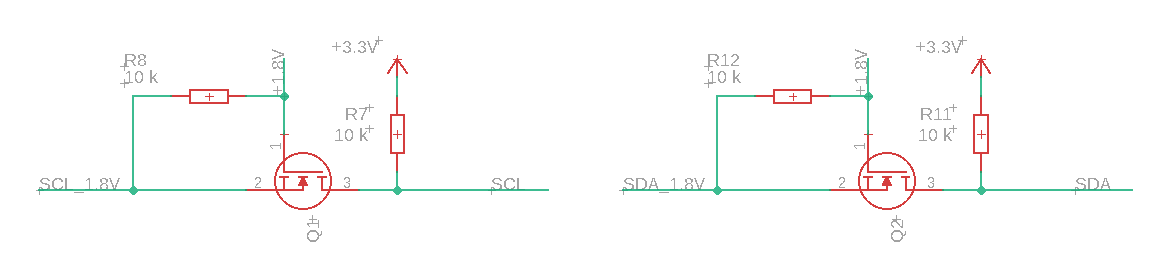 R8
10 k
+1.8V
+3.3V
R7
10 k
1
SCL_1.8V
2
3
SCL
Q1
R12
10 k
+1.8V
+3.3V
R11
10 k
1
SDA_1.8V
2
3
SDA
Q2